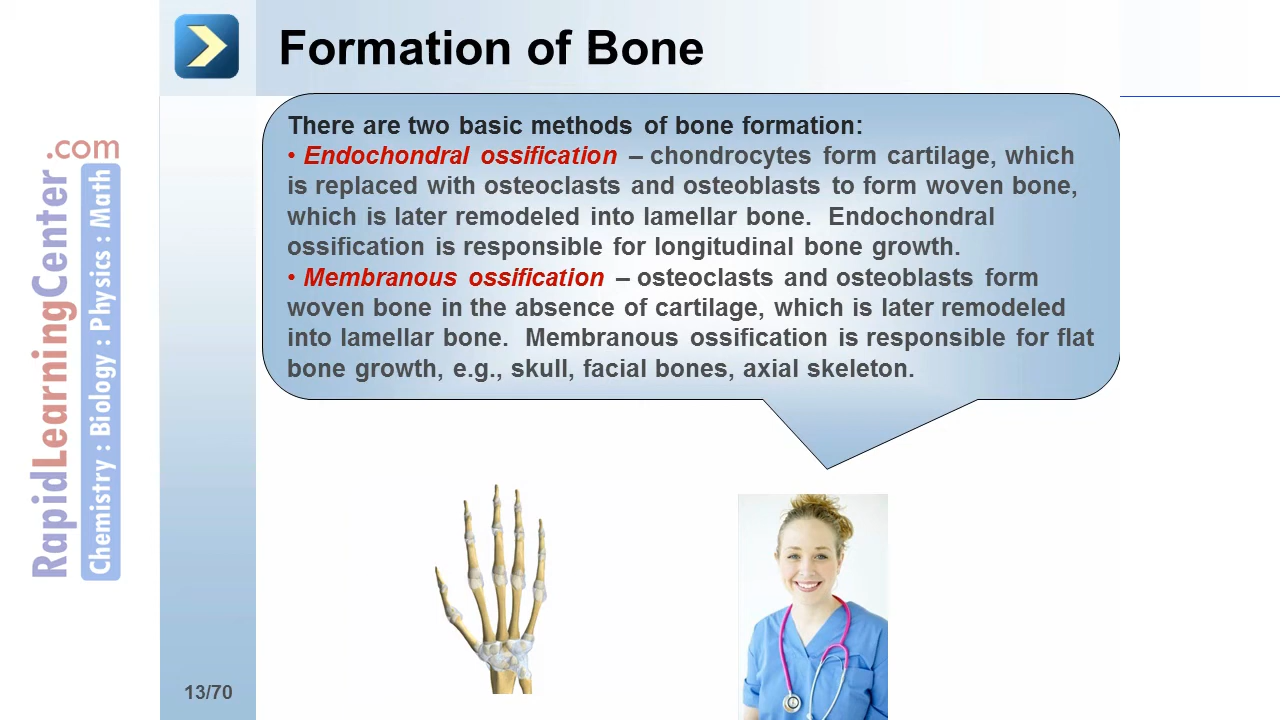 Formation of Bone
There are two basic methods of bone formation:
• Endochondral ossification – chondrocytes form cartilage, which
is replaced with osteoclasts and osteoblasts to form woven bone,
which is later remodeled into lamellar bone.  Endochondral
ossification is responsible for longitudinal bone growth.
• Membranous ossification – osteoclasts and osteoblasts form
woven bone in the absence of cartilage, which is later remodeled
into lamellar bone.  Membranous ossification is responsible for flat
bone growth, e.g., skull, facial bones, axial skeleton.
RapidLearningCenter.com
Chemistry : Biology : Physics : Math
13/70